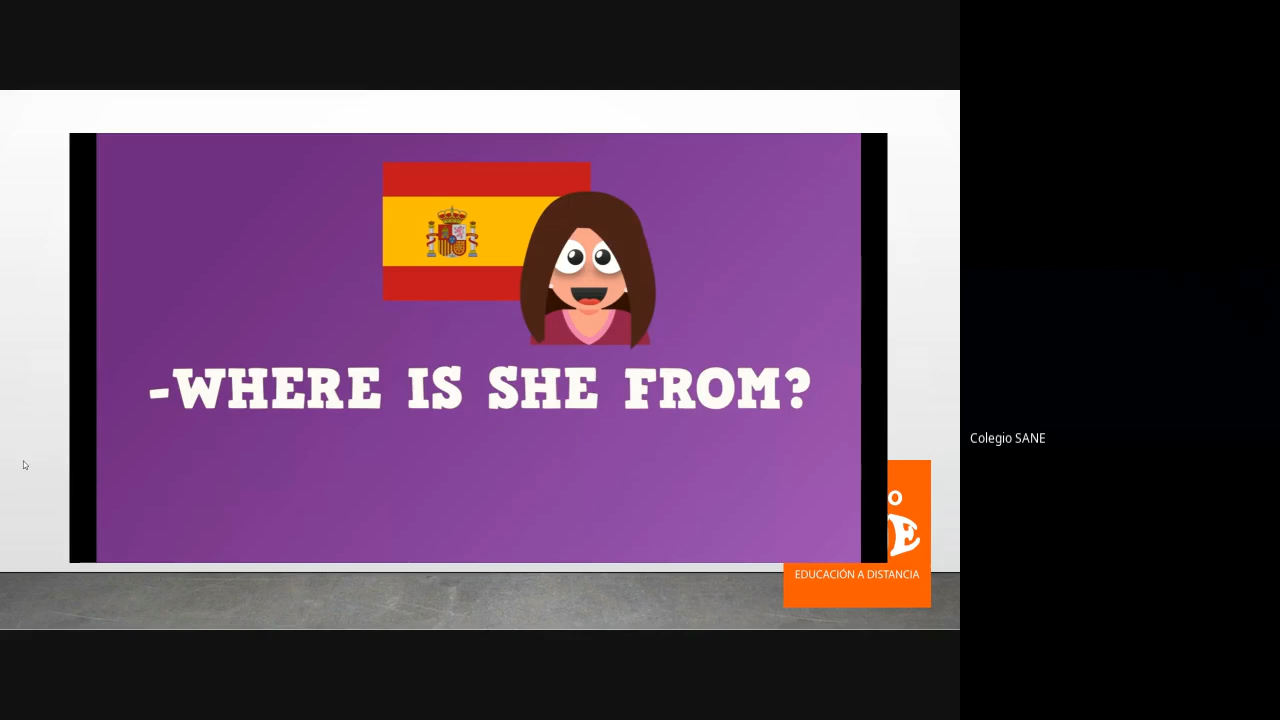 -WHERE IS SHE FROM?
Colegio SANE
O
E
EDUCACIÓN A DISTANCIA